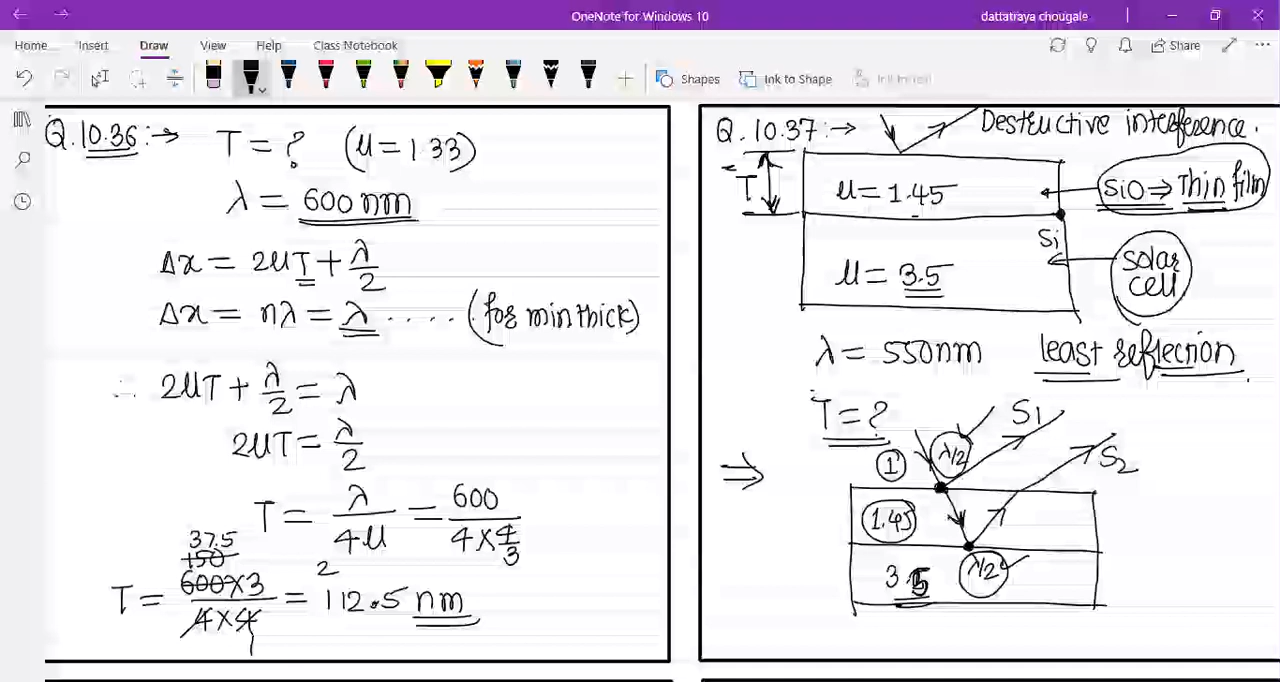 OneNote for Windows 10
dattatraya chougale
Home Insert Draw View Help Class Notebook
Share
Shapes
Ink to Shape
Q.10.36:→ T = ? (μ = 1.33)
λ = 600 nm
Δx = 2μT + λ/2
Δx = nλ = λ ..... (for min thick)
∴ 2μT + λ/2 = λ
2μT = λ/2
T = λ/4μ = 600/4×4/3
37.5
150
T = 600×3/4×4 = 112.5 nm
2
1
Q. 10.37:→ Destructive interference.
T μ = 1.45 SiO ⇒ Thin film
Si
μ = 3.5 solar cell
λ = 550nm least reflection
T = ?
⇒ 1 λ/2 S1
S2
1.45
3.5 λ/2